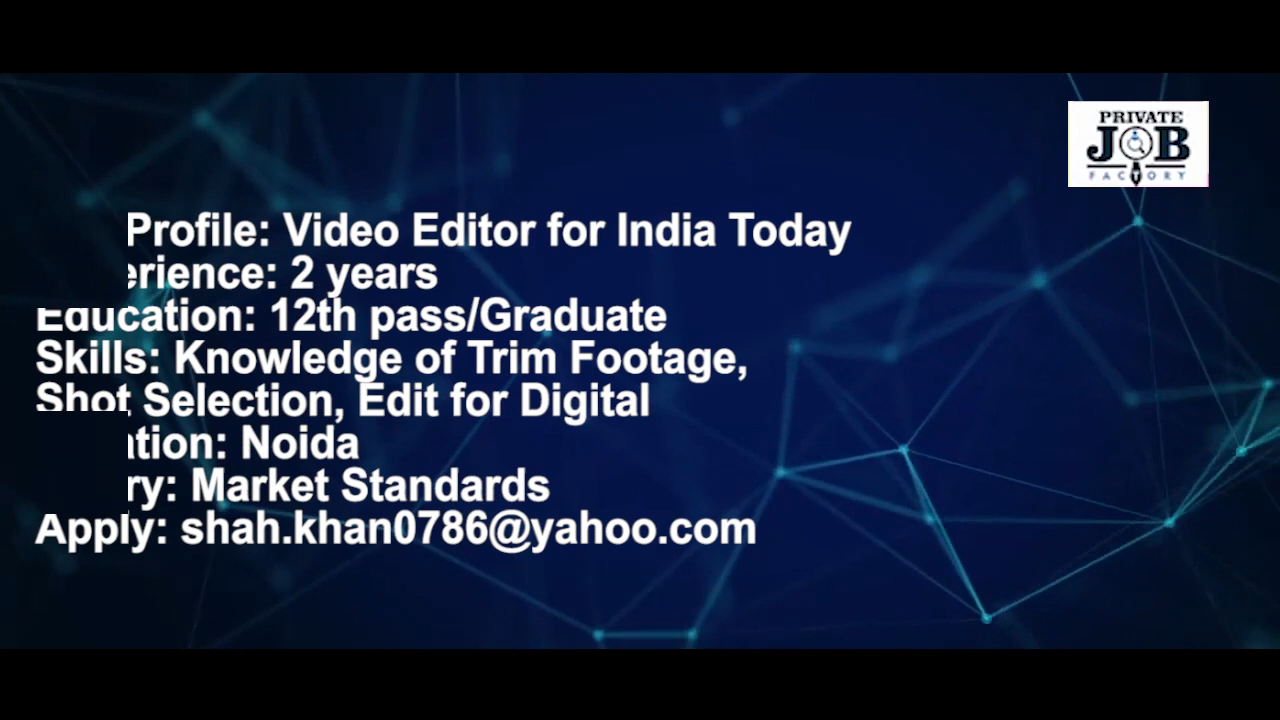 PRIVATE
JOB
FACTORY
Profile: Video Editor for India Today
erience: 2 years
Education: 12th pass/Graduate
Skills: Knowledge of Trim Footage,
Shot Selection, Edit for Digital
tion: Noida
ry: Market Standards
Apply: shah.khan0786@yahoo.com